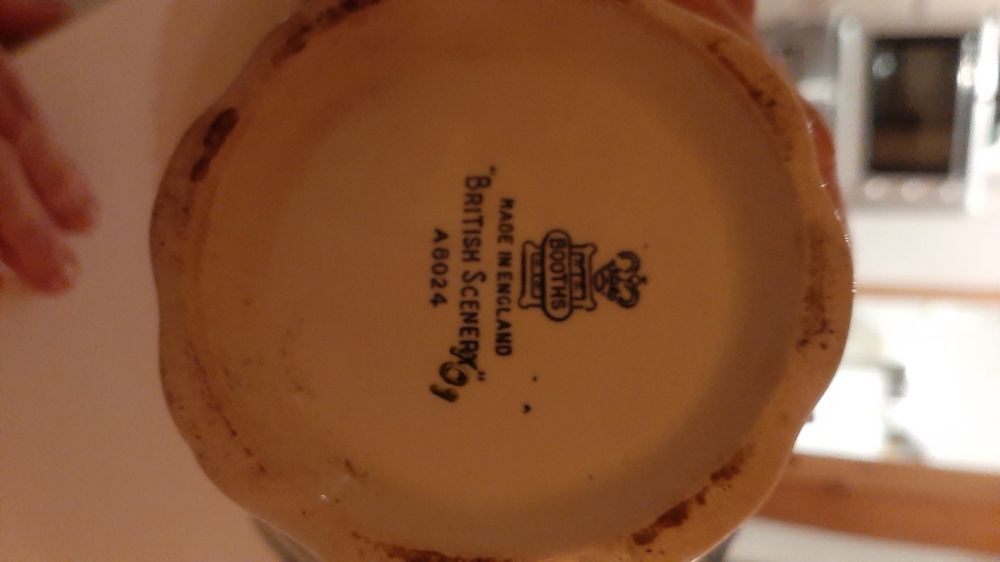 BOOTHS
MADE IN ENGLAND
"BRITISH SCENERY"
A8024